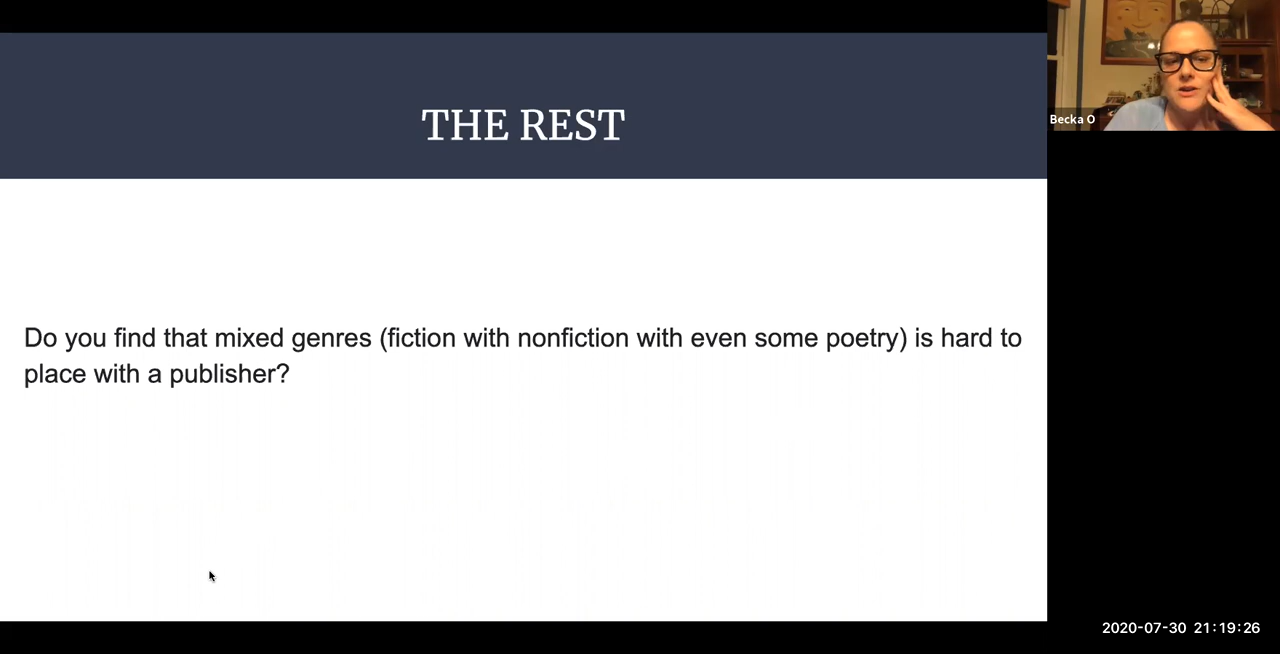 THE REST
Becka O
Do you find that mixed genres (fiction with nonfiction with even some poetry) is hard to
place with a publisher?
2020-07-30 21:19:26